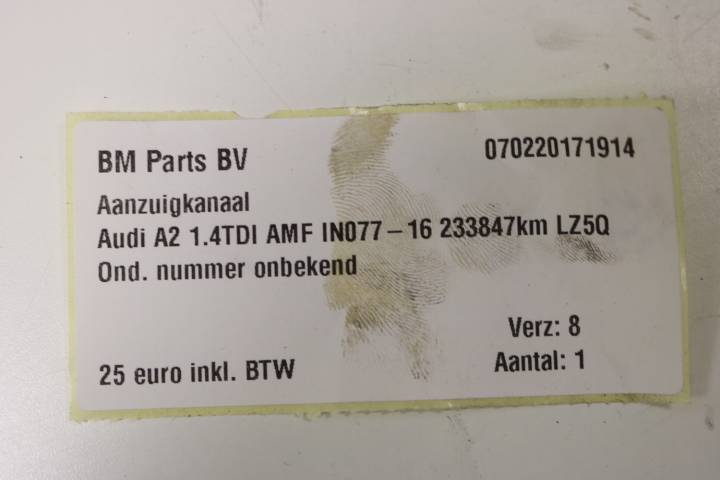 BM Parts BV 070220171914
Aanzuigkanaal
Audi A2 1.4TDI AMF IN077-16 233847km LZ5Q
Ond. nummer onbekend
Verz: 8
25 euro inkl. BTW Aantal: 1